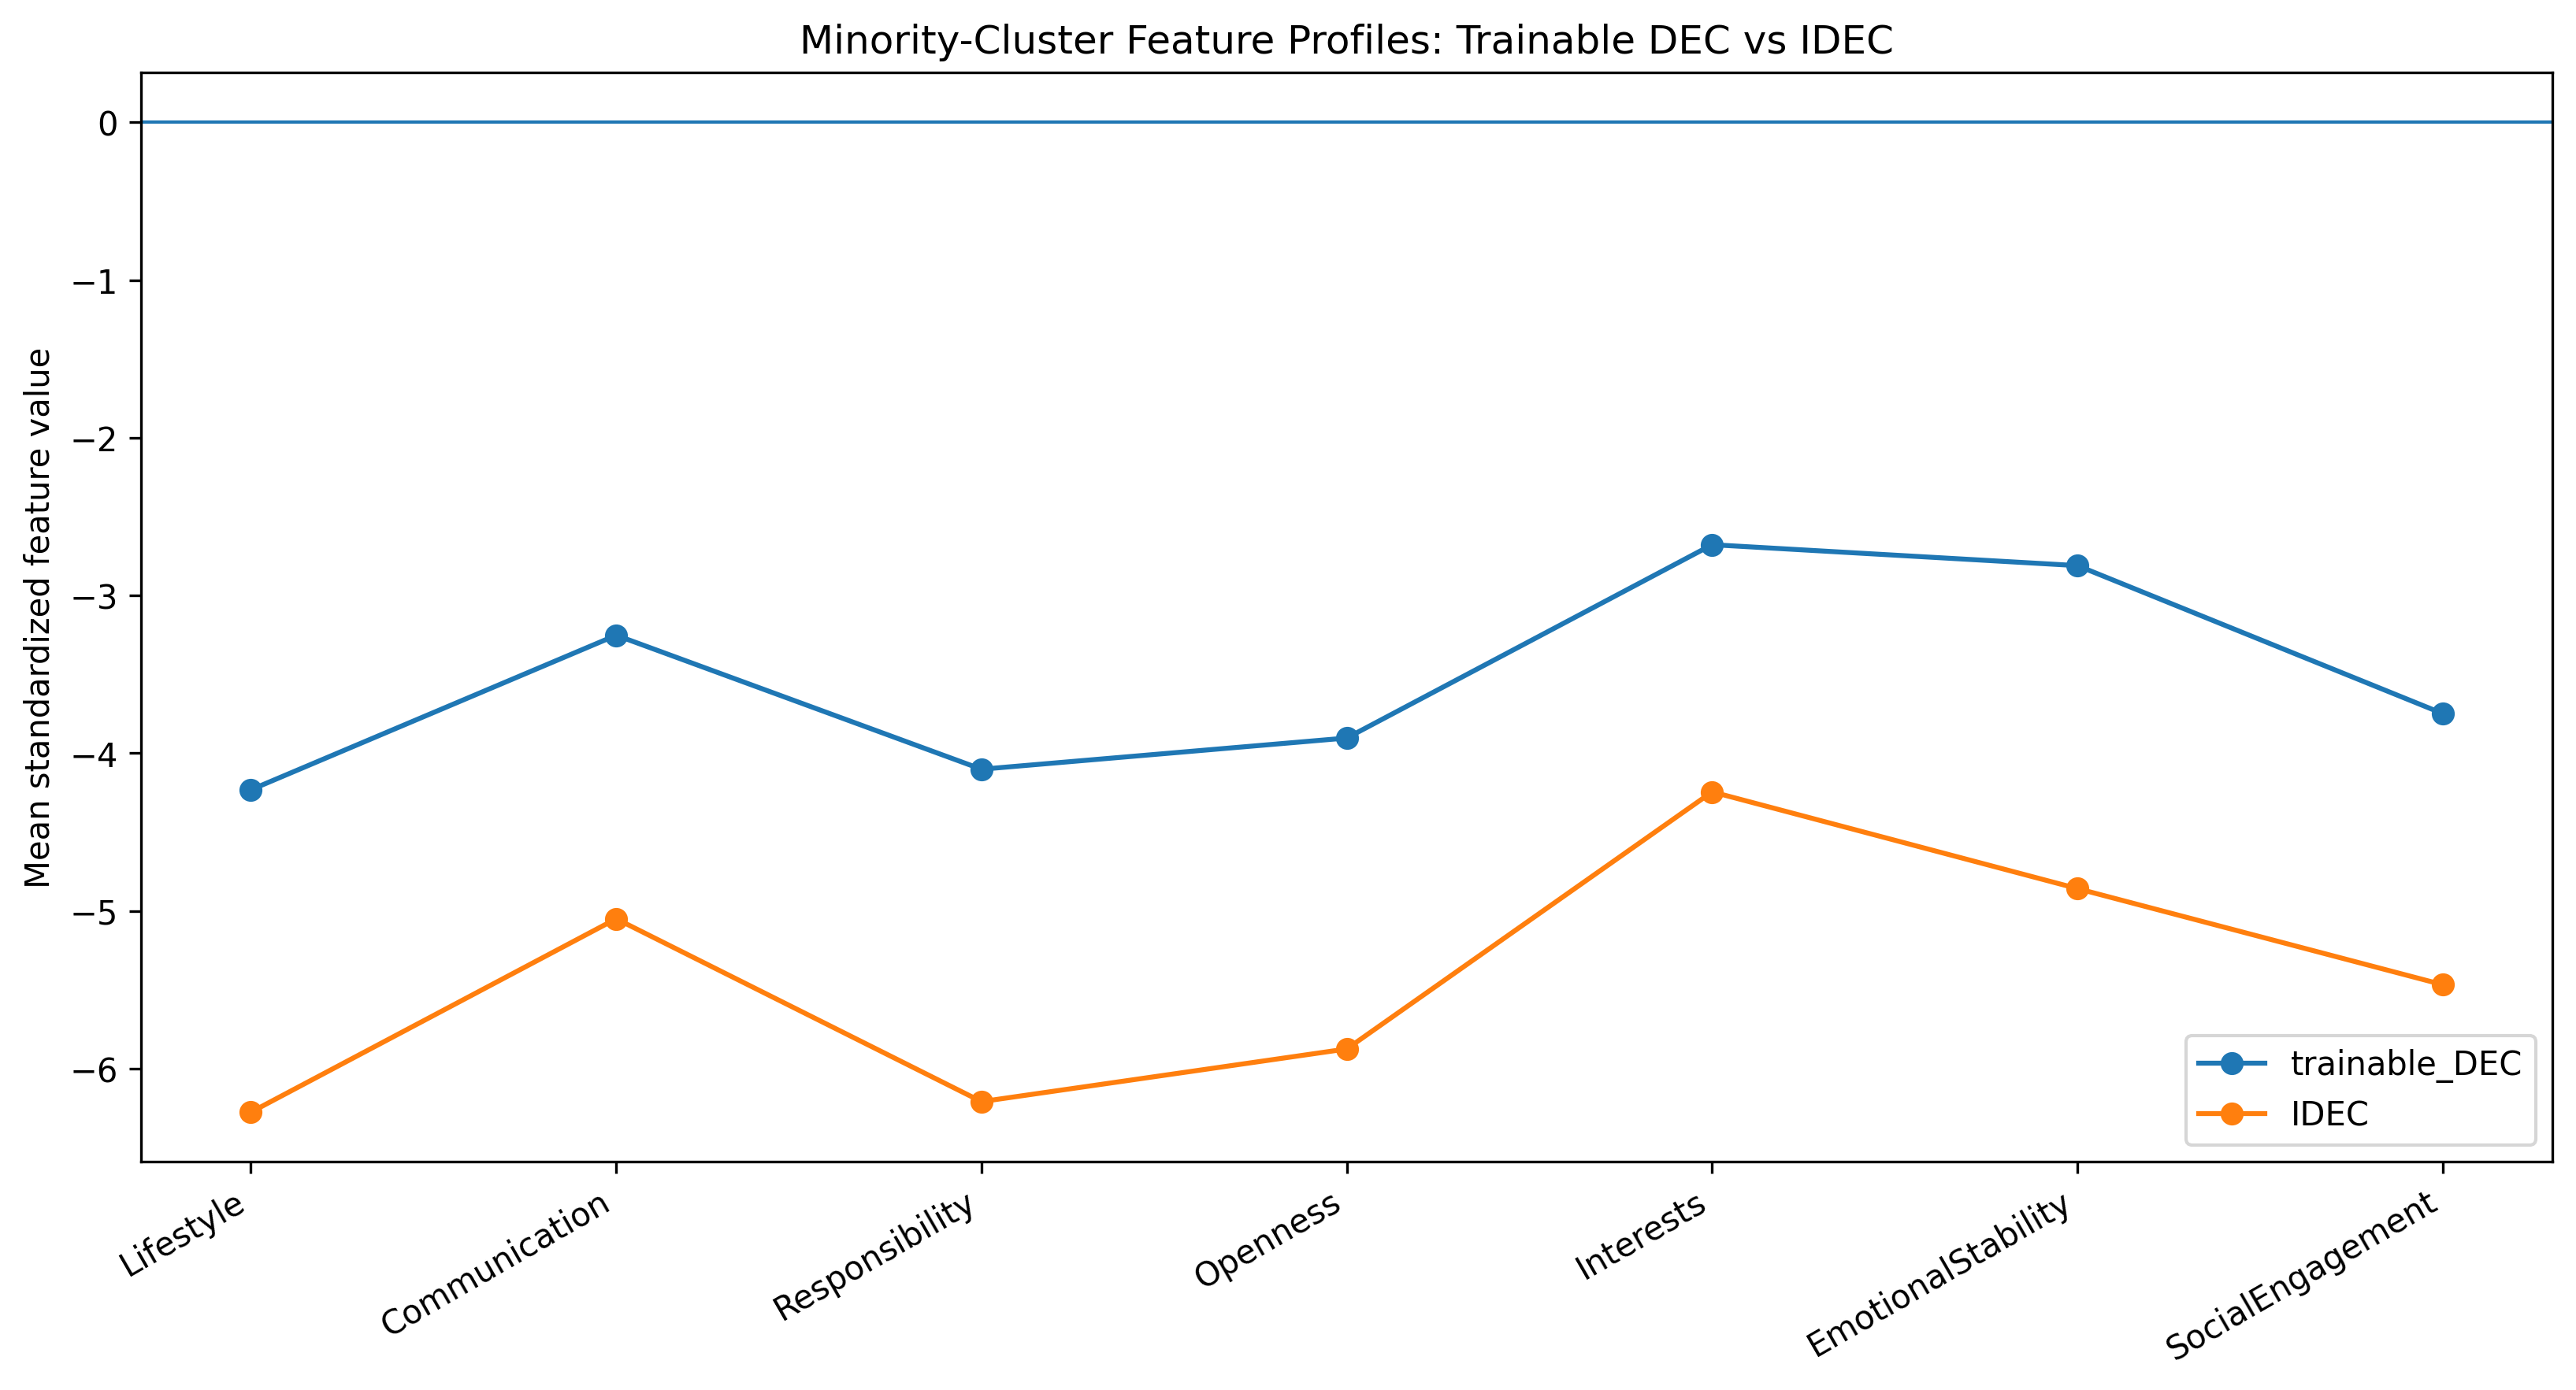 Minority-Cluster Feature Profiles: Trainable DEC vs IDEC
Mean standardized feature value
0
−1
−2
−3
−4
−5
−6
Lifestyle
Communication
Responsibility
Openness
Interests
EmotionalStability
SocialEngagement
trainable_DEC
IDEC